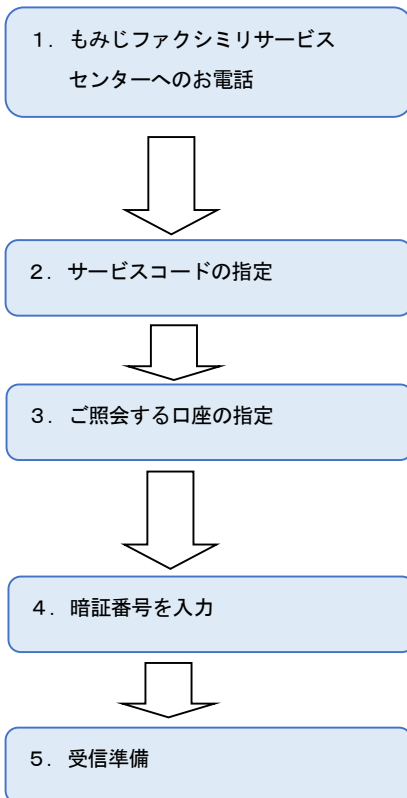 １．もみじファクシミリサービス
センターへのお電話
２．サービスコードの指定
３．ご照会する口座の指定
４．暗証番号を入力
５．受信準備